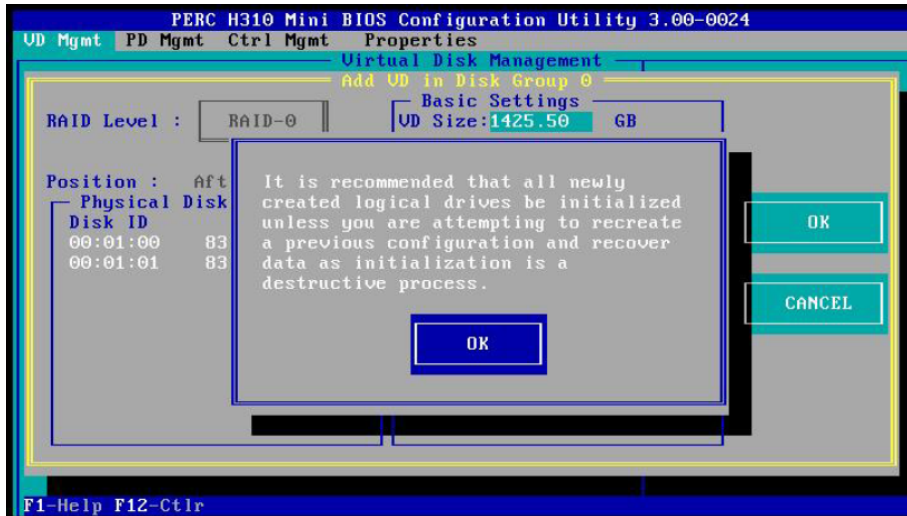 PERC H310 Mini BIOS Configuration Utility 3.00-0024
VD Mgmt PD Mgmt Ctrl Mgmt Properties
Virtual Disk Management
Add VD in Disk Group 0
Basic Settings
RAID Level : RAID-0 VD Size:1425.50 GB
Position : Aft
Physical Disk
Disk ID
00:01:00 83
00:01:01 83
It is recommended that all newly
created logical drives be initialized
unless you are attempting to recreate
a previous configuration and recover
data as initialization is a
destructive process.
OK
OK
CANCEL
F1-Help F12-Ctlr